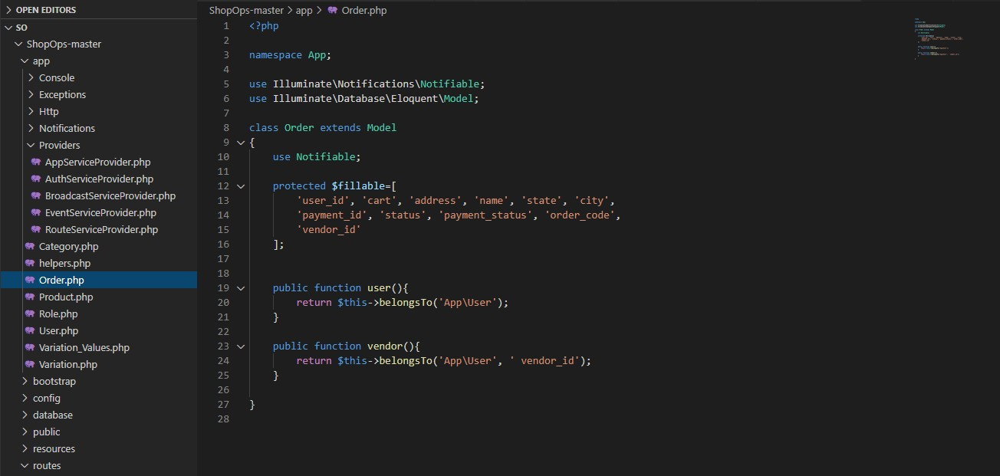 OPEN EDITORS
SO
ShopOps-master
app
Console
Exceptions
Http
Notifications
Providers
AppServiceProvider.php
AuthServiceProvider.php
BroadcastServiceProvider.php
EventServiceProvider.php
RouteServiceProvider.php
Category.php
helpers.php
Order.php
Product.php
Role.php
User.php
Variation_Values.php
Variation.php
bootstrap
config
database
public
resources
routes
ShopOps-master > app > Order.php
1 <?php
2
3 namespace App;
4
5 use Illuminate\Notifications\Notifiable;
6 use Illuminate\Database\Eloquent\Model;
7
8 class Order extends Model
9 {
10 use Notifiable;
11
12 protected $fillable=[
13 'user_id', 'cart', 'address', 'name', 'state', 'city',
14 'payment_id', 'status', 'payment_status', 'order_code',
15 'vendor_id'
16 ];
17
18
19 public function user(){
20 return $this->belongsTo('App\User');
21 }
22
23 public function vendor(){
24 return $this->belongsTo('App\User', ' vendor_id');
25 }
26
27 }
28